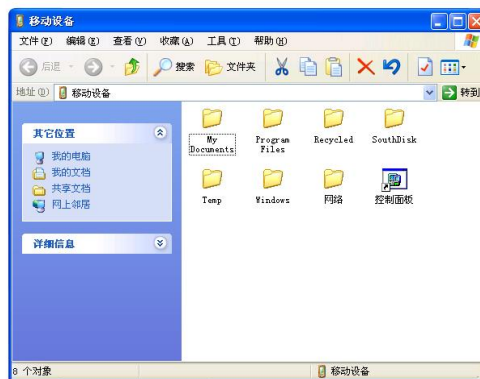 移动设备
文件(F) 编辑(E) 查看(V) 收藏(A) 工具(T) 帮助(H)
后退 搜索 文件夹
地址(D) 移动设备 转到
其它位置
我的电脑
我的文档
共享文档
网上邻居
详细信息
My Documents
Program Files
Recycled
SouthDisk
Temp
Windows
网络
控制面板
8 个对象 移动设备